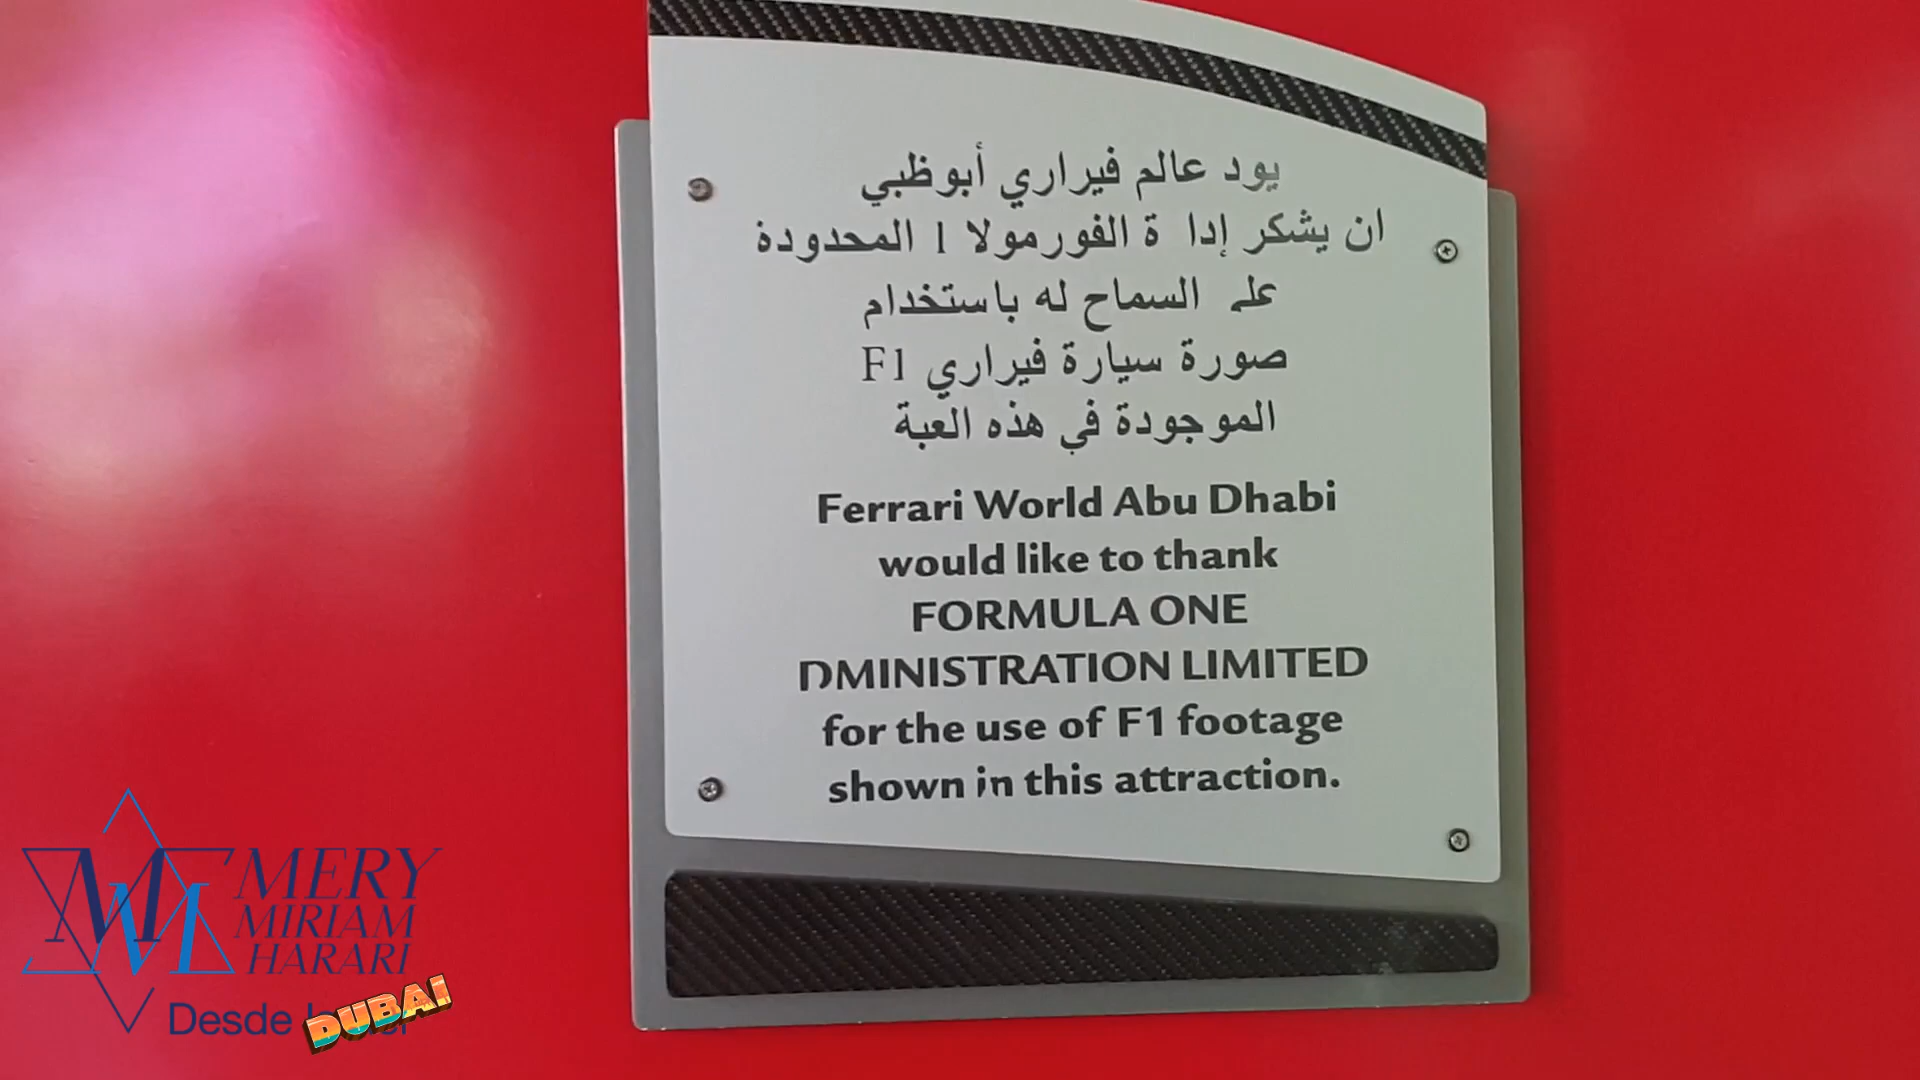 يود عالم فيراري أبوظبي
ان يشكر إدا ة الفورمولا 1 المحدودة
على السماح له باستخدام
صورة سيارة فيراري F1
الموجودة في هذه العبة
Ferrari World Abu Dhabi
would like to thank
FORMULA ONE
DMINISTRATION LIMITED
for the use of F1 footage
shown in this attraction.
MM
MERY
MIRIAM
HARARI
Desde
DUBAI